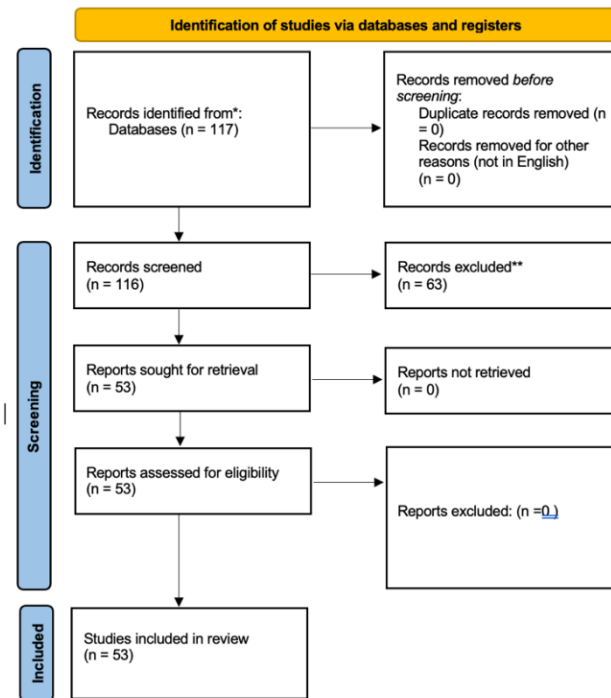 Identification of studies via databases and registers
Identification
Records identified from*:
Databases (n = 117)
Records removed before
screening:
Duplicate records removed (n
= 0)
Records removed for other
reasons (not in English)
(n = 0)
Screening
Records screened
(n = 116)
Records excluded**
(n = 63)
Reports sought for retrieval
(n = 53)
Reports not retrieved
(n = 0)
Reports assessed for eligibility
(n = 53)
Reports excluded: (n =0 )
Included
Studies included in review
(n = 53)